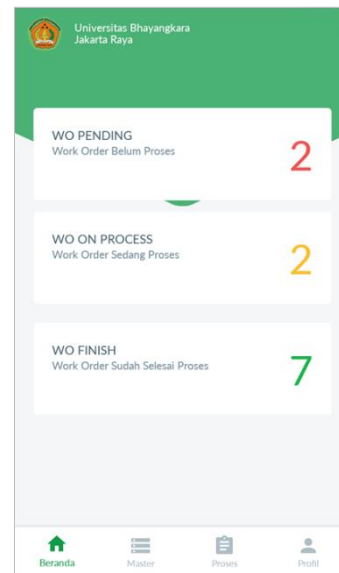 Universitas Bhayangkara
Jakarta Raya
WO PENDING
Work Order Belum Proses
2
WO ON PROCESS
Work Order Sedang Proses
2
WO FINISH
Work Order Sudah Selesai Proses
7
Beranda
Master
Proses
Profil